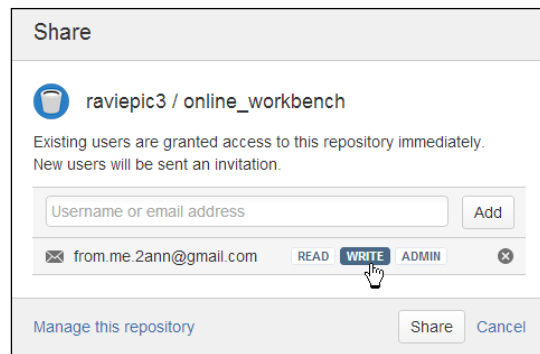 Share
raviepic3 / online_workbench
Existing users are granted access to this repository immediately.
New users will be sent an invitation.
Username or email address Add
from.me.2ann@gmail.com READ WRITE ADMIN
Manage this repository Share Cancel